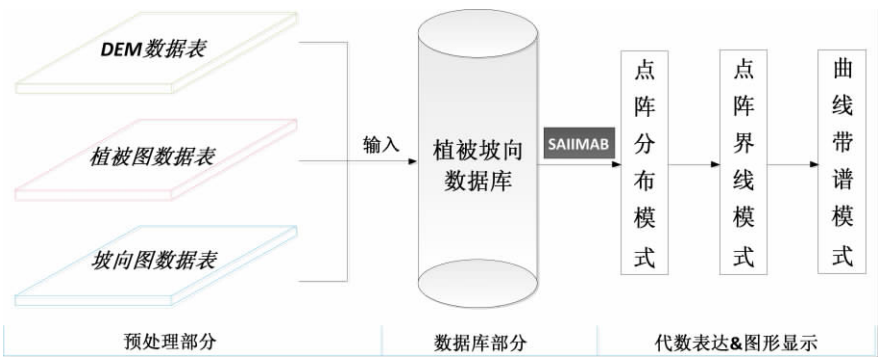 DEM数据表
植被图数据表
坡向图数据表
输入
植被坡向
数据库
SAIIMAB
点阵分布模式
点阵界线模式
曲线带谱模式
预处理部分
数据库部分
代数表达&图形显示